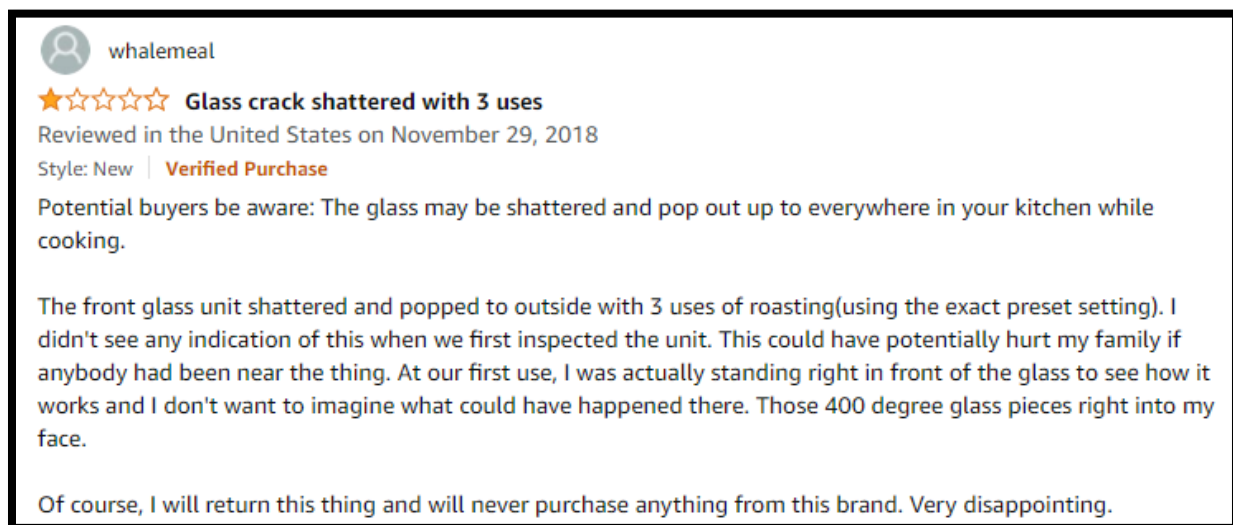 whalemeal
Glass crack shattered with 3 uses
Reviewed in the United States on November 29, 2018
Style: New Verified Purchase
Potential buyers be aware: The glass may be shattered and pop out up to everywhere in your kitchen while
cooking.
The front glass unit shattered and popped to outside with 3 uses of roasting(using the exact preset setting). I
didn't see any indication of this when we first inspected the unit. This could have potentially hurt my family if
anybody had been near the thing. At our first use, I was actually standing right in front of the glass to see how it
works and I don't want to imagine what could have happened there. Those 400 degree glass pieces right into my
face.
Of course, I will return this thing and will never purchase anything from this brand. Very disappointing.